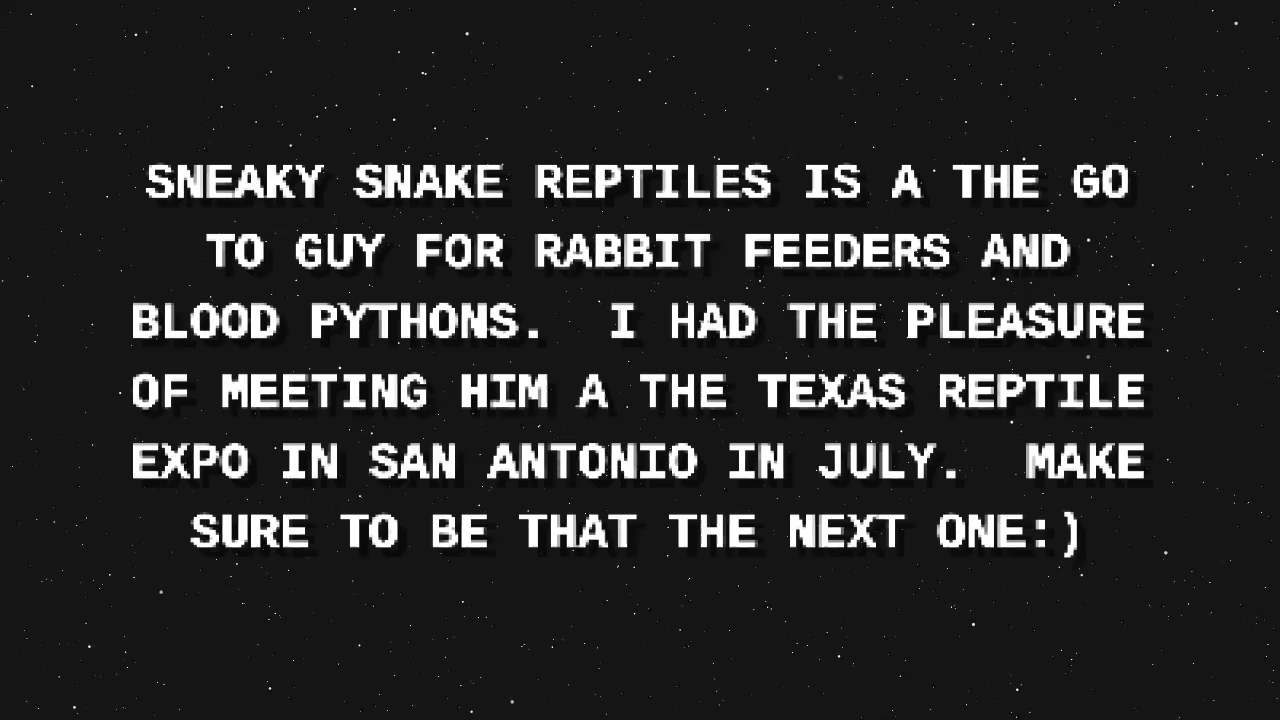 SNEAKY SNAKE REPTILES IS A THE GO
TO GUY FOR RABBIT FEEDERS AND
BLOOD PYTHONS.  I HAD THE PLEASURE
OF MEETING HIM A THE TEXAS REPTILE
EXPO IN SAN ANTONIO IN JULY.  MAKE
SURE TO BE THAT THE NEXT ONE:)